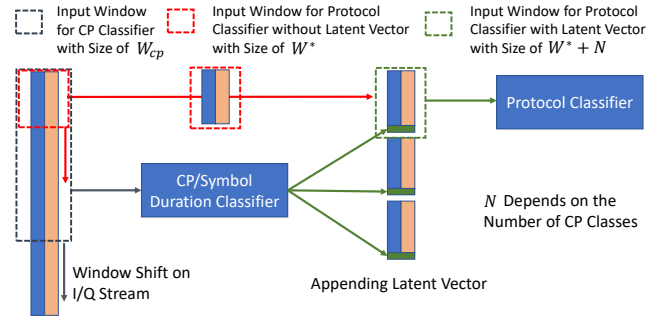 Input Window
for CP Classifier
with Size of W_cp
Input Window for Protocol
Classifier without Latent Vector
with Size of W*
Input Window for Protocol
Classifier with Latent Vector
with Size of W* + N
Protocol Classifier
CP/Symbol
Duration Classifier
N Depends on the
Number of CP Classes
Window Shift on
I/Q Stream
Appending Latent Vector